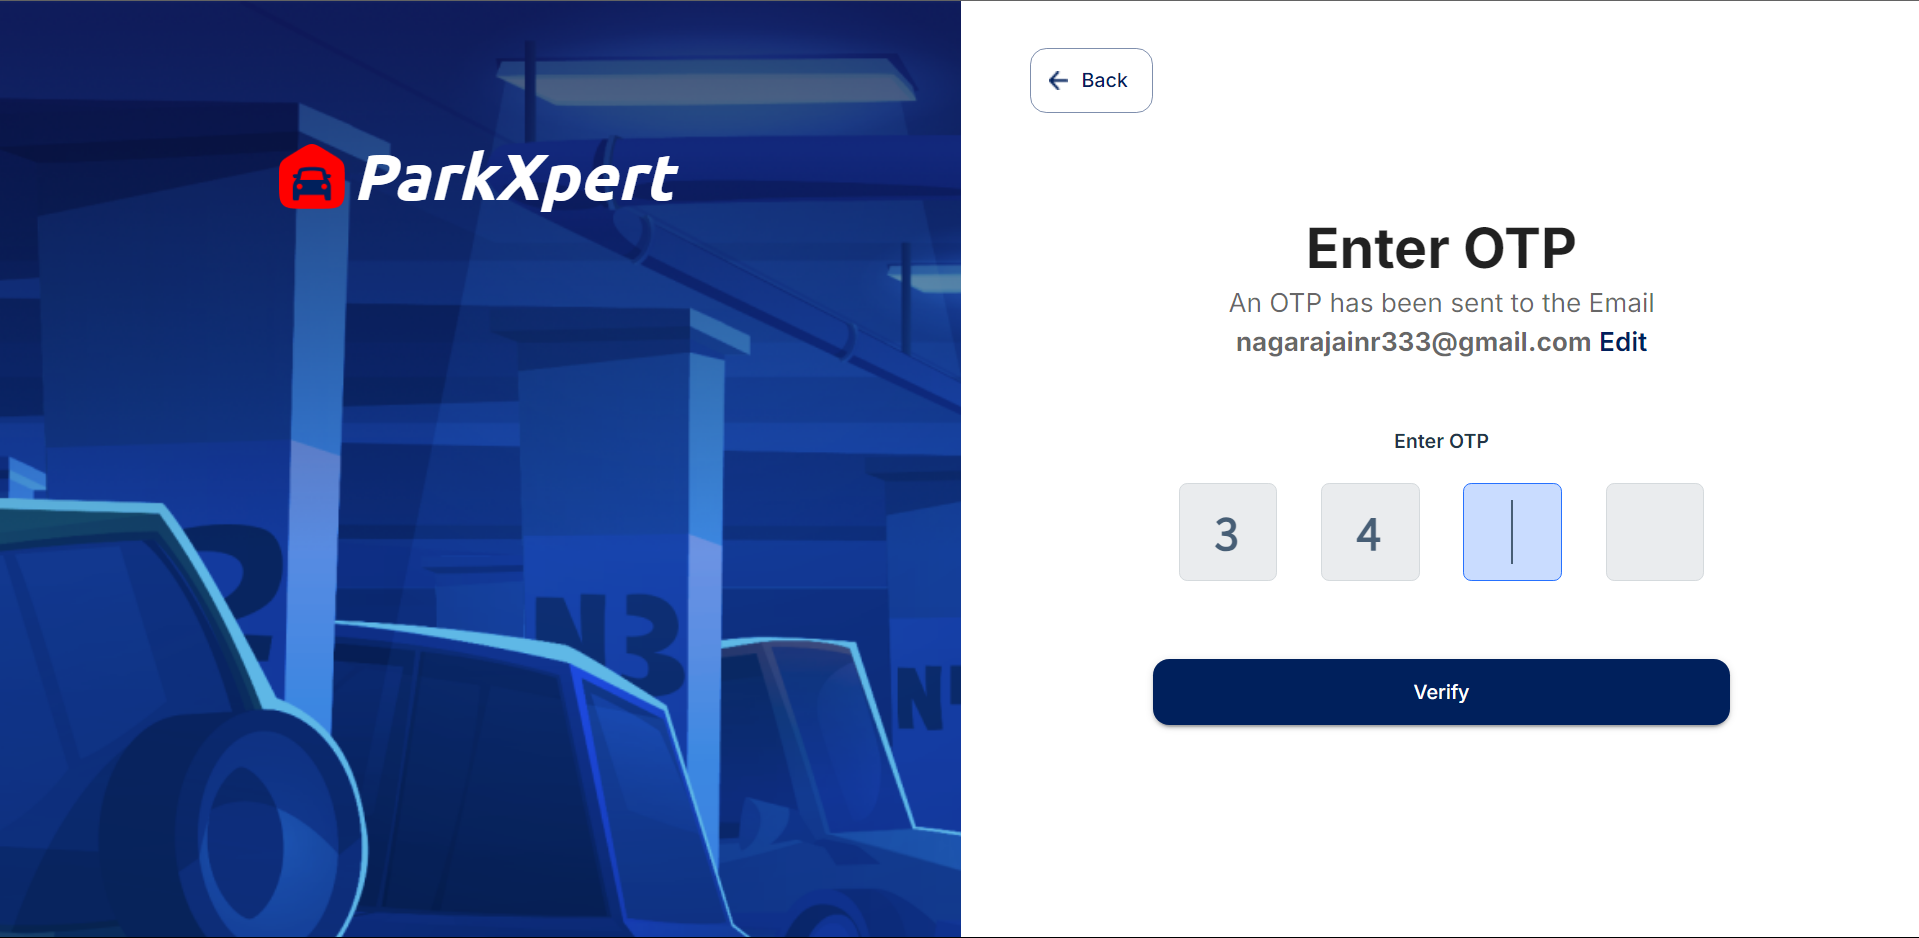 ParkXpert
2
N3
N
Back
Enter OTP
An OTP has been sent to the Email
nagarajainr333@gmail.com Edit
Enter OTP
3 4
Verify